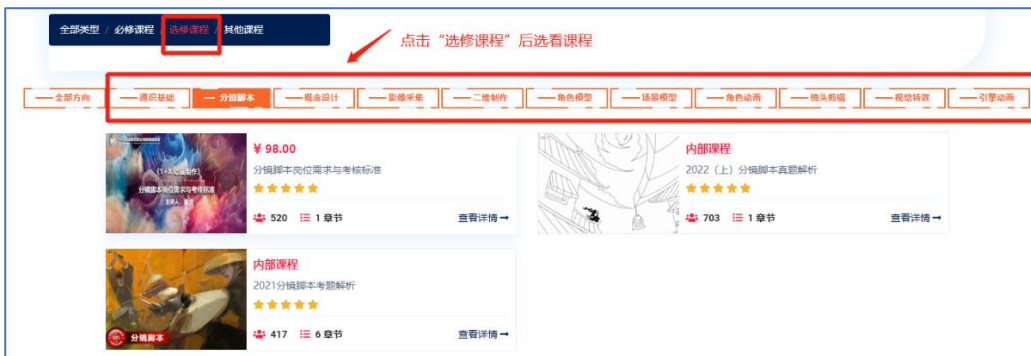 全部类型 / 必修课程 / 选修课程 / 其他课程
点击“选修课程”后选看课程
全部方向
通识基础
分镜脚本
概念设计
影像采集
二维制作
角色模型
场景模型
角色动画
镜头剪辑
视觉特效
引擎动画
¥ 98.00
分镜脚本岗位需求与考核标准
520 1 章节 查看详情
分镜脚本岗位需求与考核标准
内部课程
2022（上）分镜脚本真题解析
703 1 章节 查看详情
内部课程
2021分镜脚本考题解析
417 6 章节 查看详情
分镜脚本